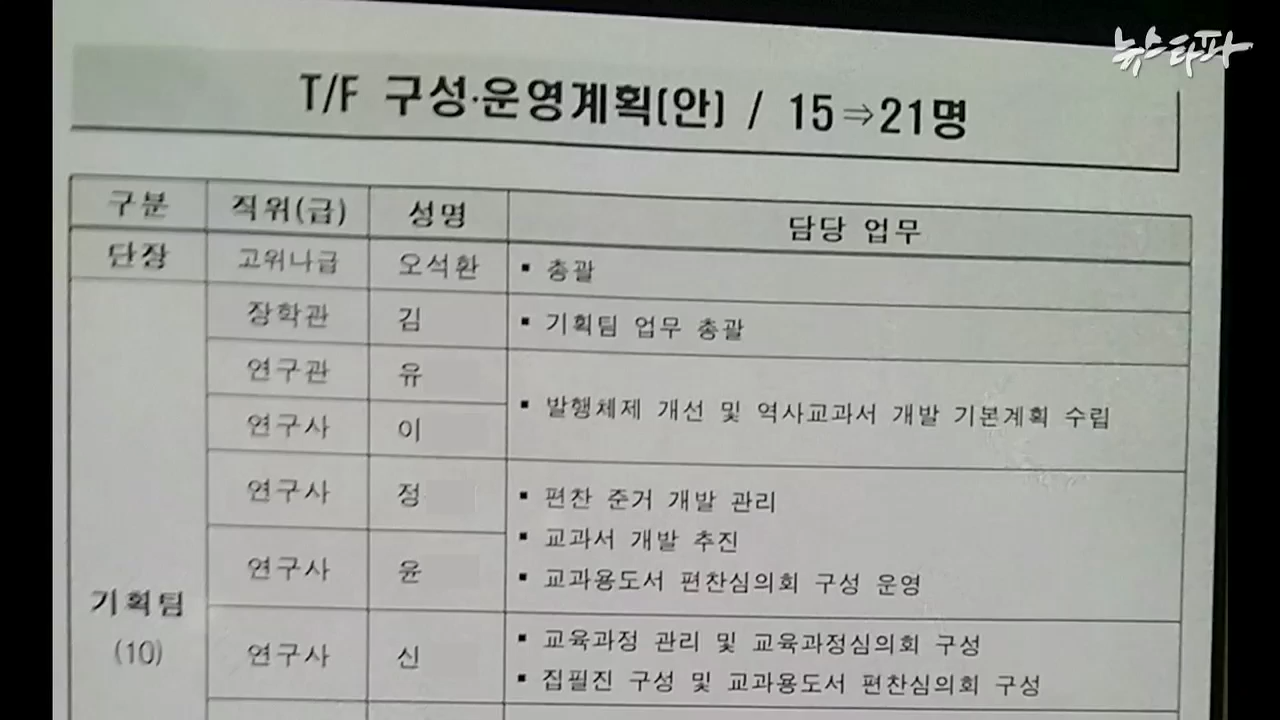 뉴스타파
T/F 구성·운영계획(안) / 15⇒21명
구분 직위(급) 성명 담당 업무
단장 고위나급 오석환 ▪ 총괄
장학관 김 ▪ 기획팀 업무 총괄
연구관 유
▪ 발행체제 개선 및 역사교과서 개발 기본계획 수립
연구사 이
연구사 정 ▪ 편찬 준거 개발 관리
▪ 교과서 개발 추진
연구사 윤 ▪ 교과용도서 편찬심의회 구성 운영
기획팀
(10)
연구사 신 ▪ 교육과정 관리 및 교육과정심의회 구성
▪ 집필진 구성 및 교과용도서 편찬심의회 구성